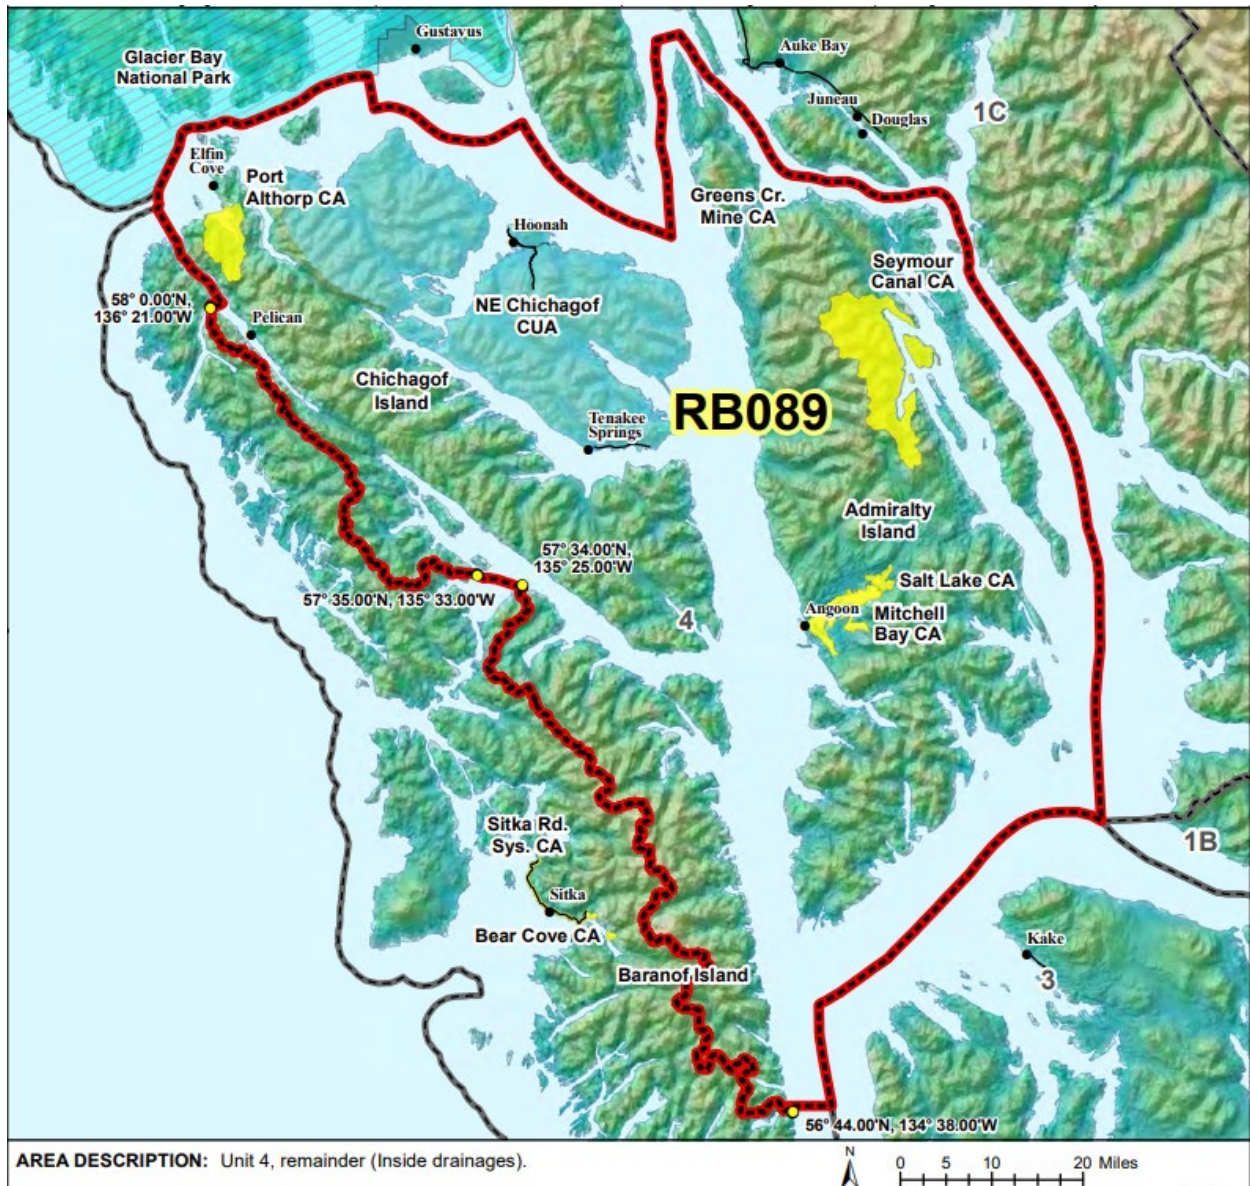 Gustavus
Glacier Bay
National Park
Auke Bay
Juneau
Douglas
1C
Elfin
Cove
Port
Althorp CA
Greens Cr.
Mine CA
Hoonah
Seymour
Canal CA
58° 0.00'N,
136° 21.00'W
NE Chichagof
CUA
Pelican
Chichagof
Island
RB089
Tenakee
Springs
Admiralty
Island
57° 34.00'N,
135° 25.00'W
57° 35.00'N, 135° 33.00'W
Salt Lake CA
Angoon
Mitchell
Bay CA
4
Sitka Rd.
Sys. CA
1B
Sitka
Bear Cove CA
Kake
Baranof Island
3
56° 44.00'N, 134° 38.00'W
AREA DESCRIPTION: Unit 4, remainder (Inside drainages).
N
0 5 10 20 Miles